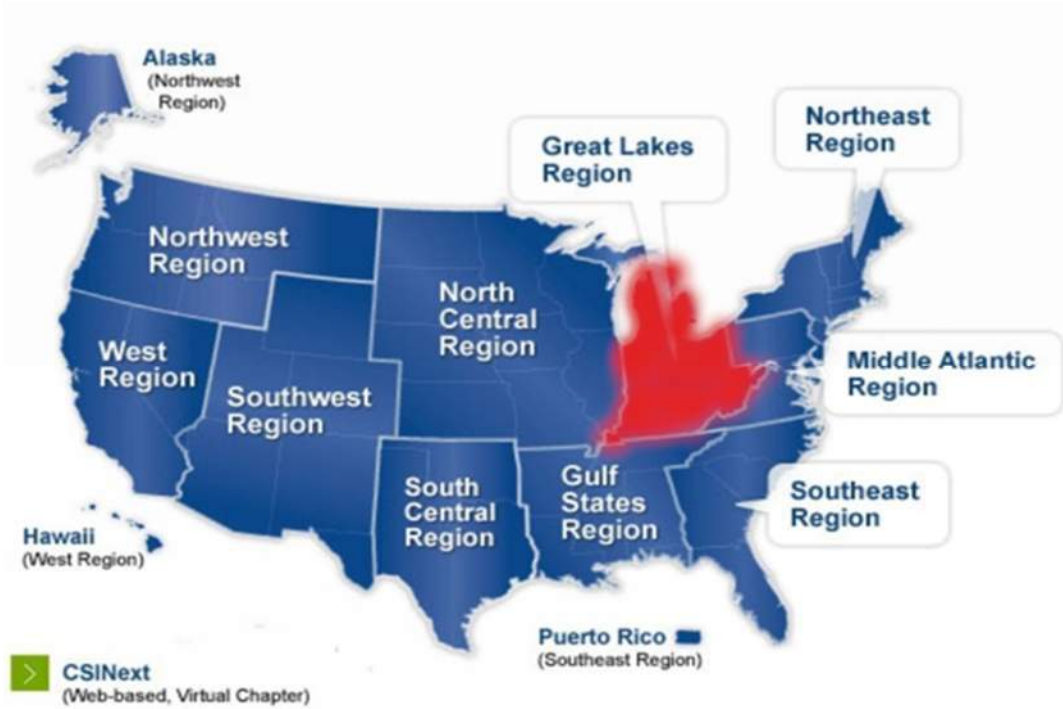 Alaska
(Northwest
Region)
Northeast
Region
Great Lakes
Region
Northwest
Region
North
Central
Region
West
Region
Middle Atlantic
Region
Southwest
Region
Gulf
States
Region
South
Central
Region
Southeast
Region
Hawaii
(West Region)
Puerto Rico
(Southeast Region)
CSINext
(Web-based, Virtual Chapter)